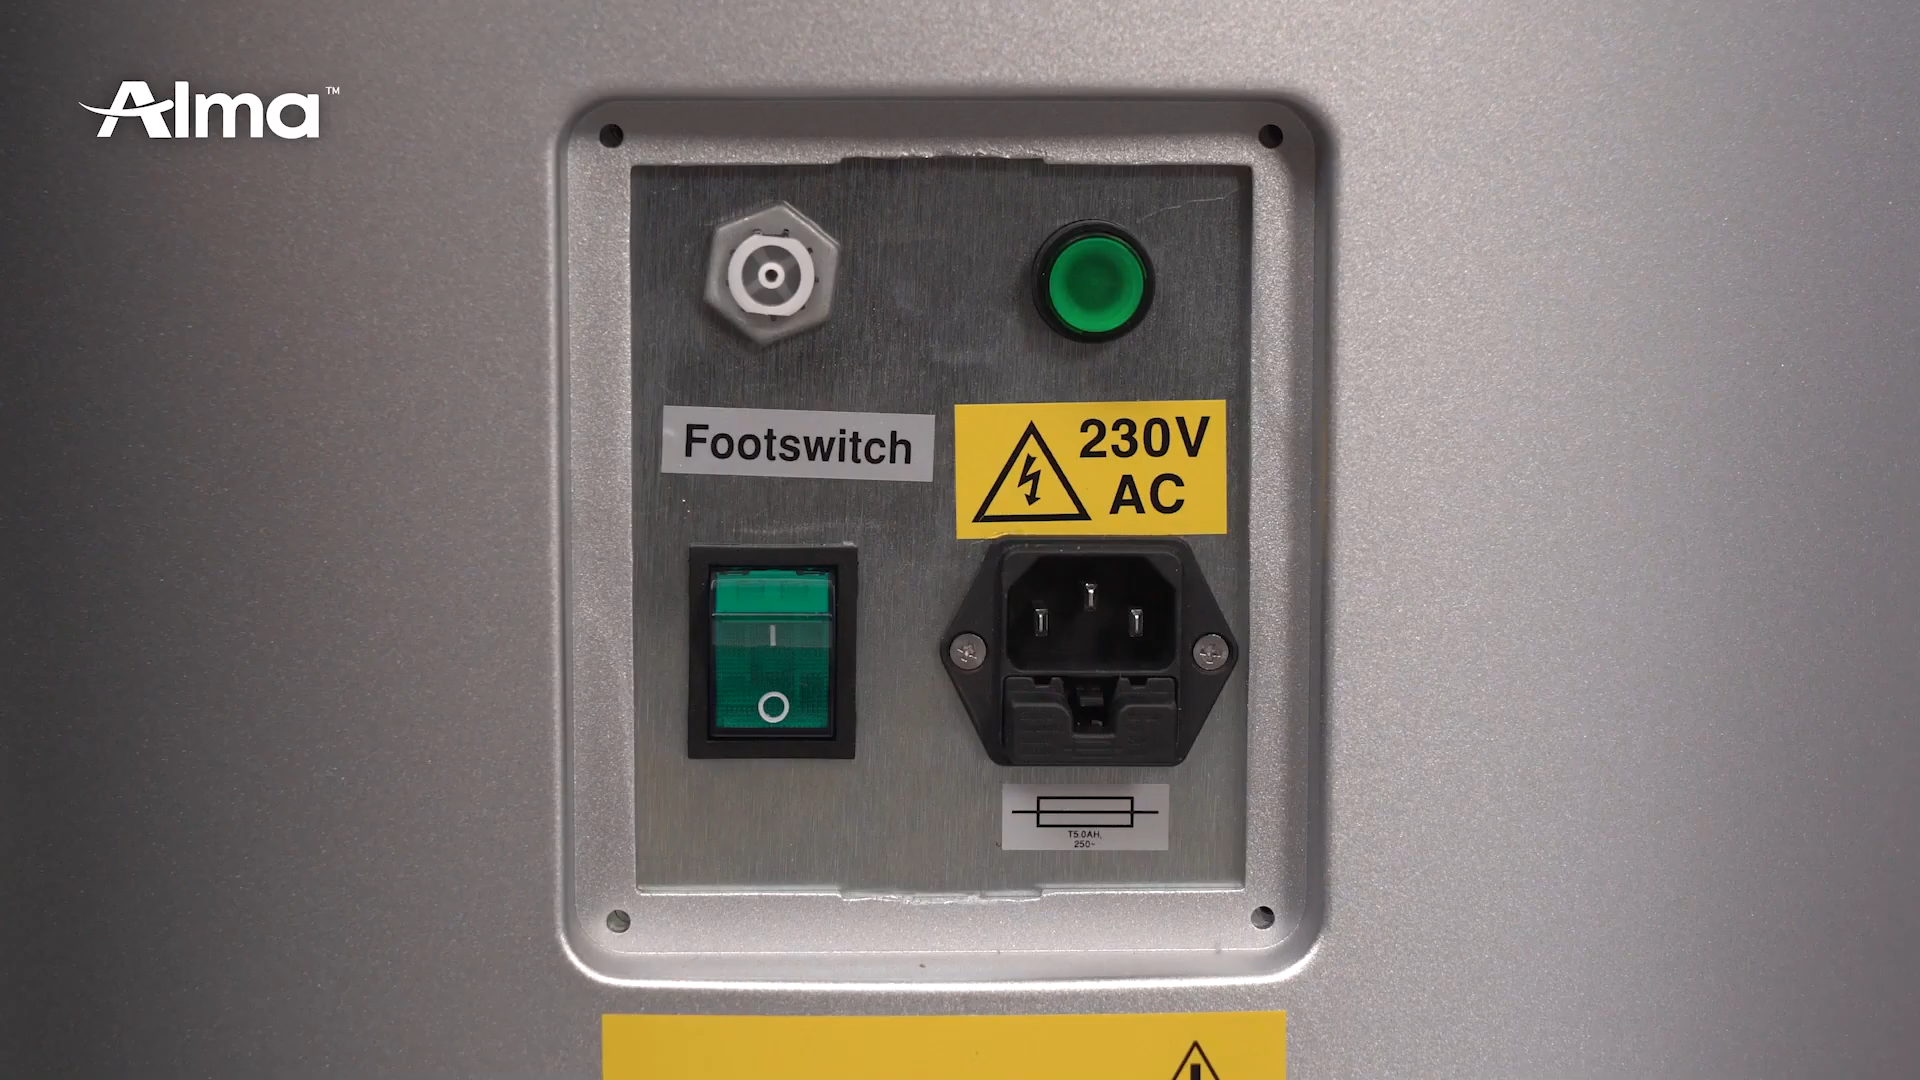 Alma™
Footswitch
230V
AC
T5.0AH,
250~